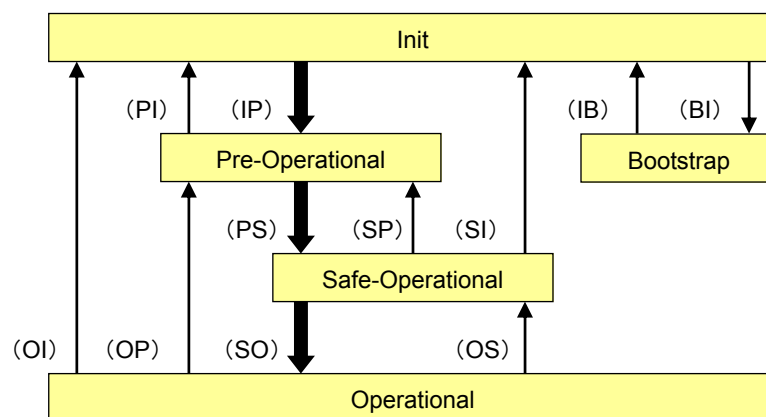 Init
（PI） （IP） （IB） （BI）
Pre-Operational Bootstrap
（PS） （SP） （SI）
Safe-Operational
（OI） （OP） （SO） （OS）
Operational